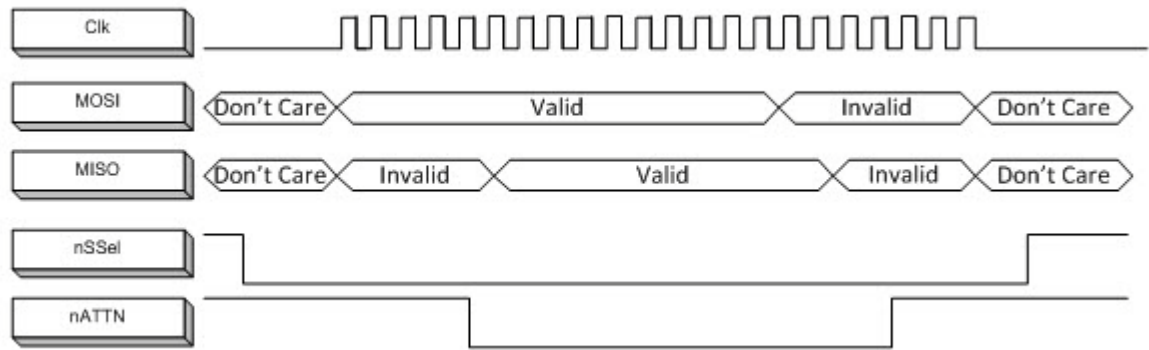 Clk
MOSI
Don't Care Valid Invalid Don't Care
MISO
Don't Care Invalid Valid Invalid Don't Care
nSSel
nATTN